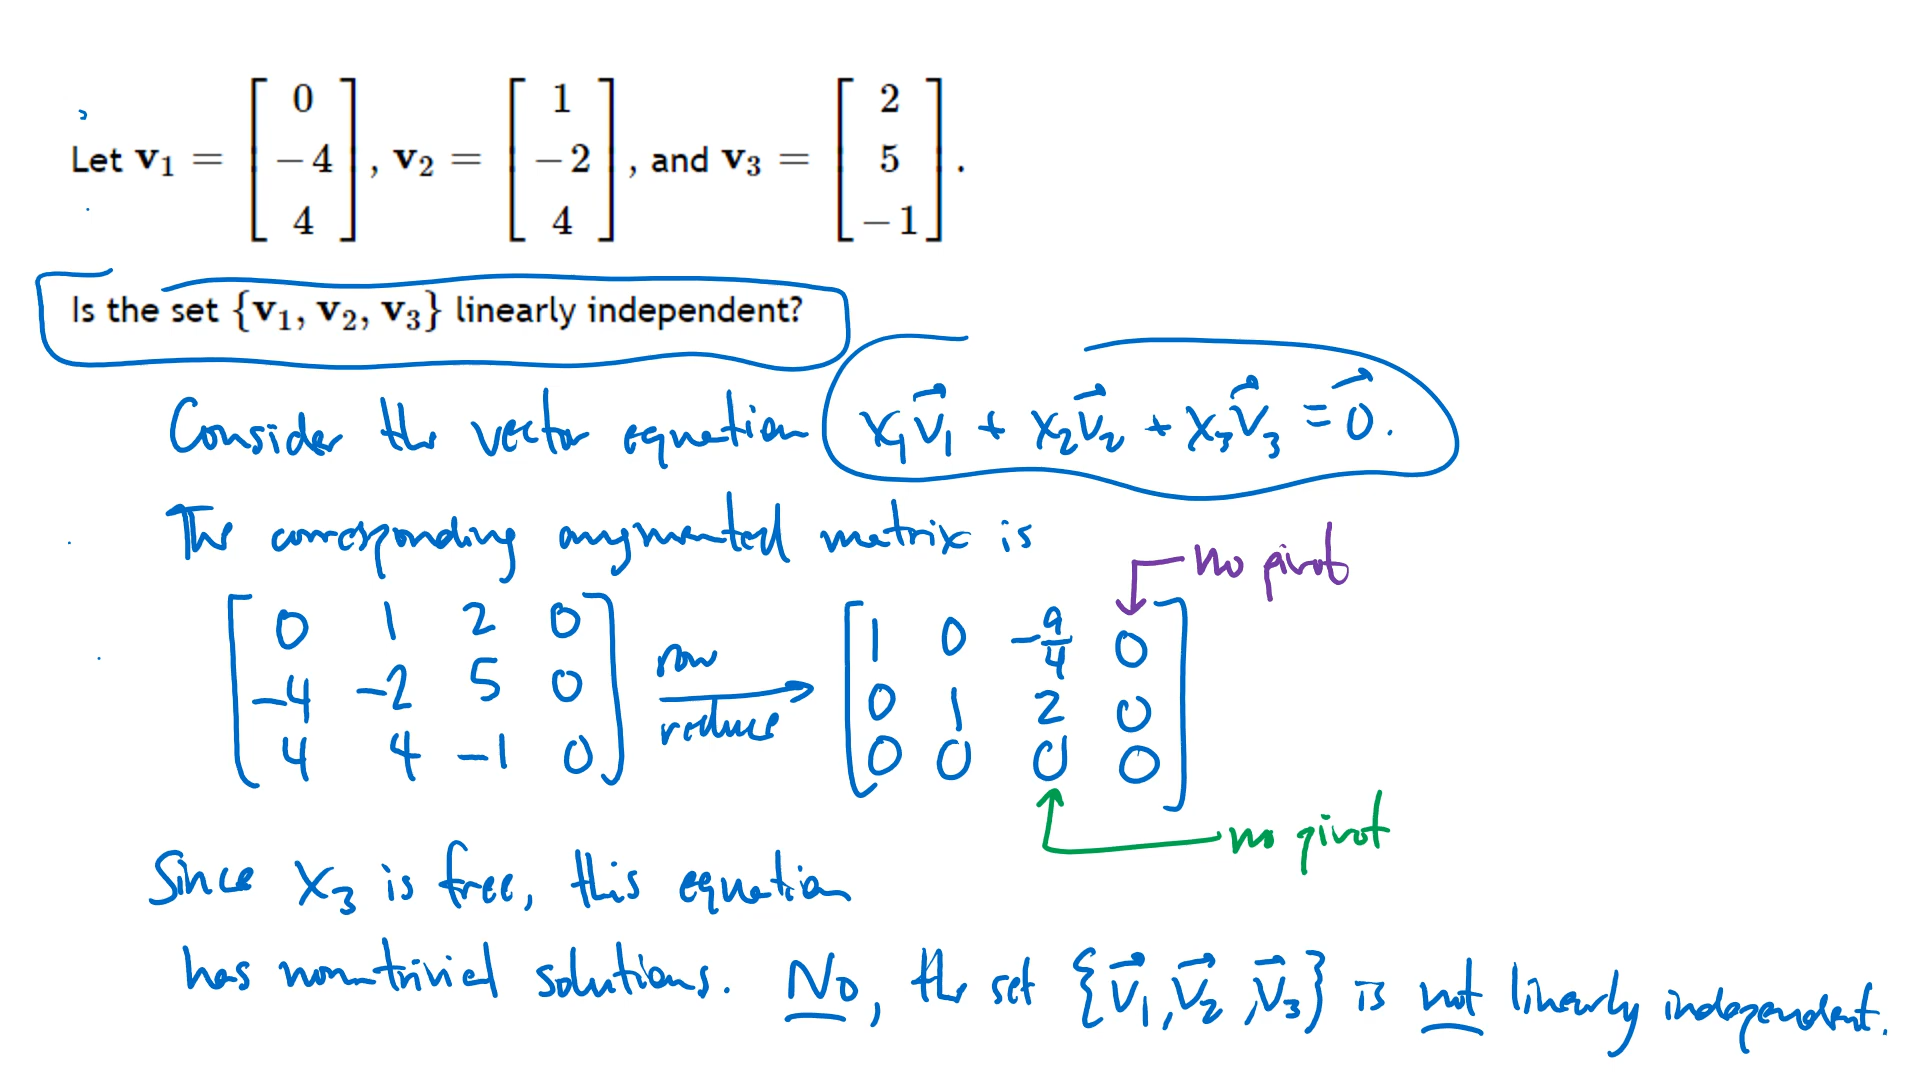 Let v₁ = [0 −4 4], v₂ = [1 −2 4], and v₃ = [2 5 −1].
Is the set {v₁, v₂, v₃} linearly independent?
Consider the vector equation x₁v⃗₁ + x₂v⃗₂ + x₃v⃗₃ = 0⃗.
The corresponding augmented matrix is
no pivot
0 1 2 0
−4 −2 5 0
4 4 −1 0
row reduce
1 0 −9/4 0
0 1 2 0
0 0 0 0
no pivot
Since x₃ is free, this equation
has non-trivial solutions. No, the set {v⃗₁, v⃗₂, v⃗₃} is not linearly independent.